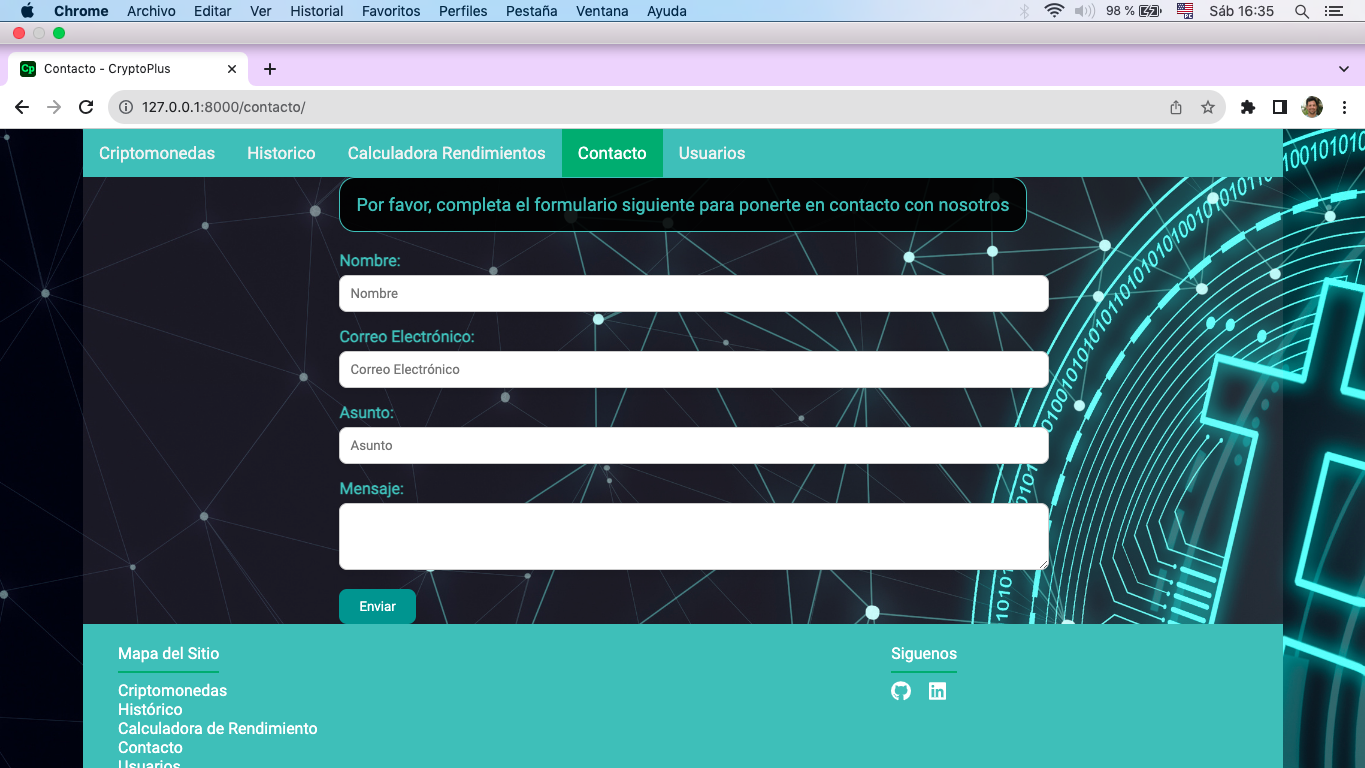 Chrome Archivo Editar Ver Historial Favoritos Perfiles Pestaña Ventana Ayuda 98 % Sáb 16:35
Cp Contacto - CryptoPlus
127.0.0.1:8000/contacto/
Criptomonedas Historico Calculadora Rendimientos Contacto Usuarios
Por favor, completa el formulario siguiente para ponerte en contacto con nosotros
Nombre:
Nombre
Correo Electrónico:
Correo Electrónico
Asunto:
Asunto
Mensaje:
Enviar
Mapa del Sitio
Criptomonedas
Histórico
Calculadora de Rendimiento
Contacto
Usuarios
Siguenos